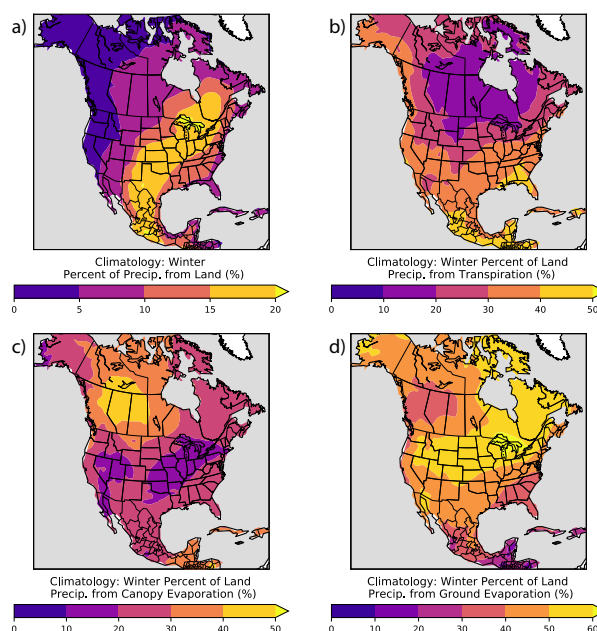 a)
b)
Climatology: Winter
Percent of Precip. from Land (%)
0 5 10 15 20
Climatology: Winter Percent of Land
Precip. from Transpiration (%)
0 10 20 30 40 50
c)
d)
Climatology: Winter Percent of Land
Precip. from Canopy Evaporation (%)
0 10 20 30 40 50
Climatology: Winter Percent of Land
Precip. from Ground Evaporation (%)
0 10 20 30 40 50 60